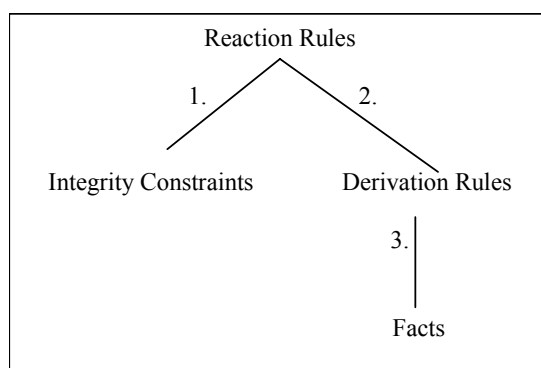 Reaction Rules
1. 2.
Integrity Constraints Derivation Rules
3.
Facts